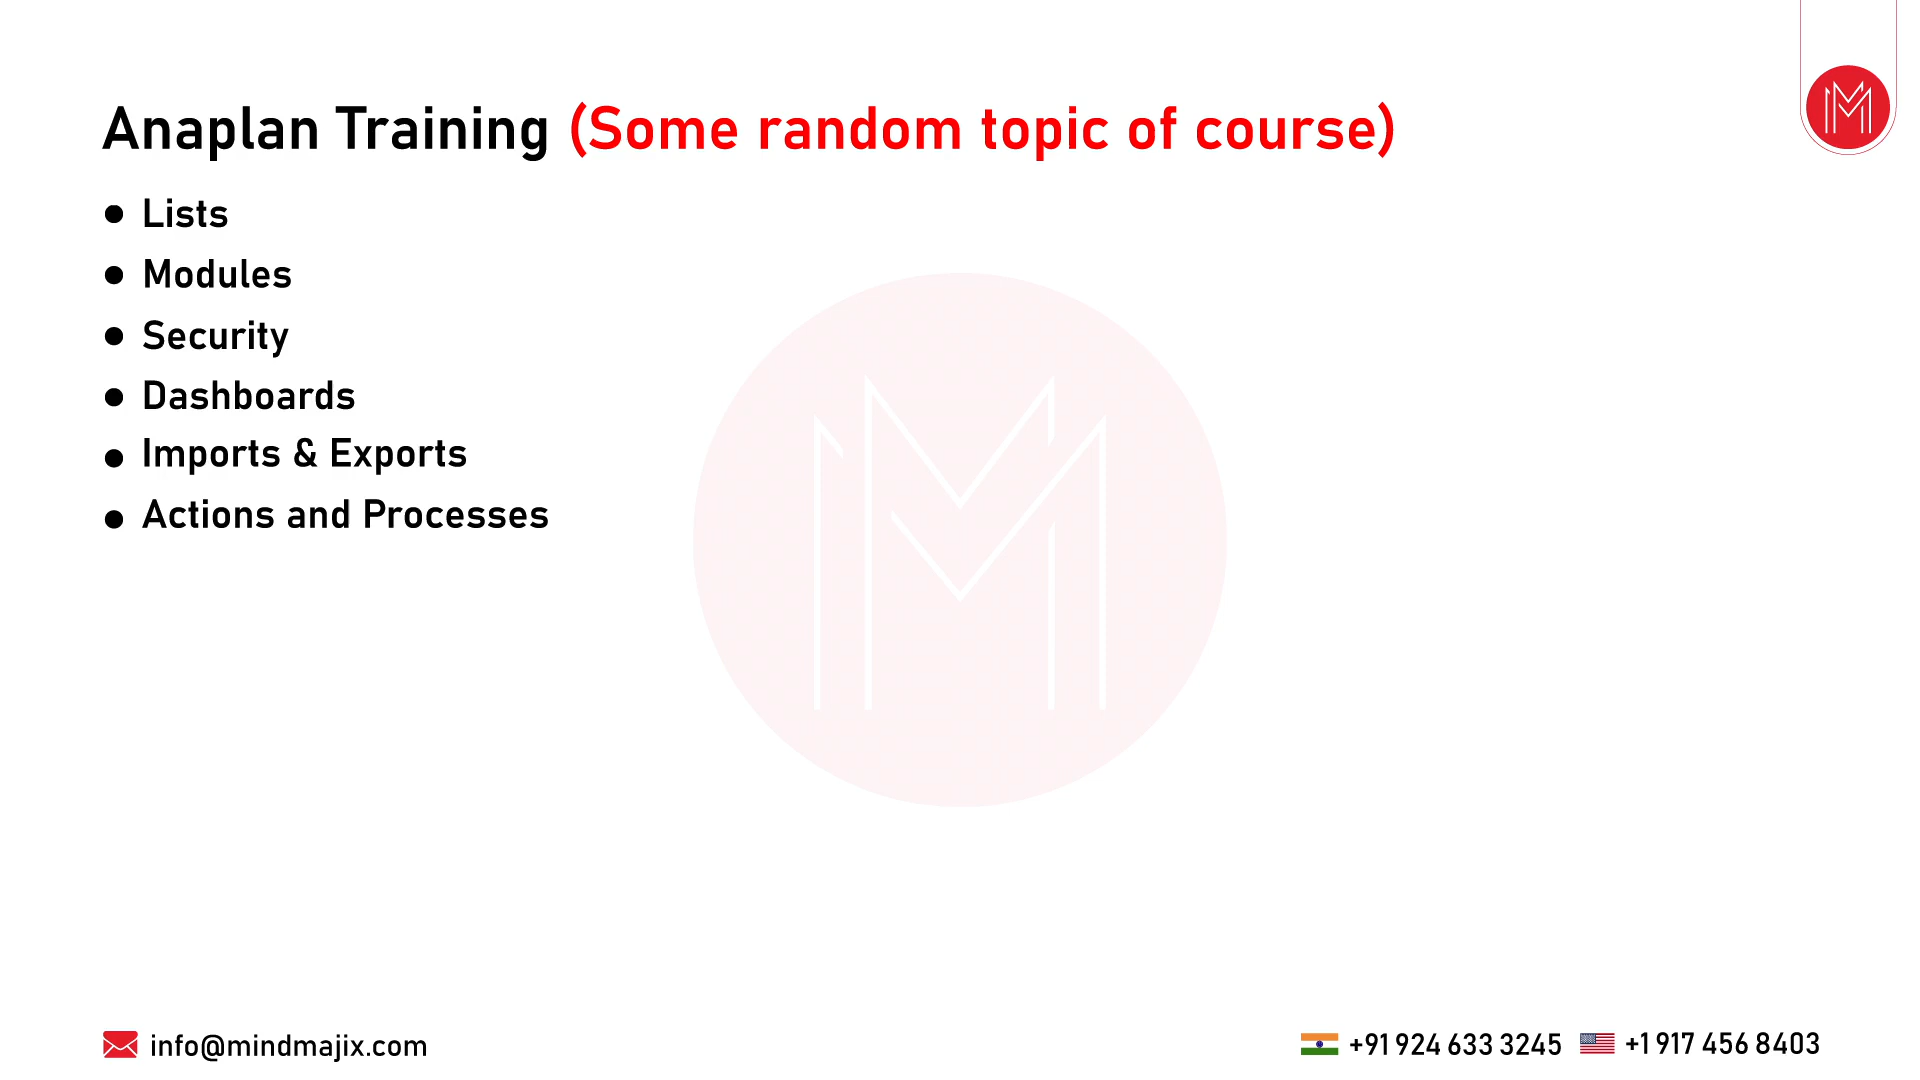 Anaplan Training (Some random topic of course)
● Lists
● Modules
● Security
● Dashboards
● Imports & Exports
● Actions and Processes
info@mindmajix.com
+91 924 633 3245 +1 917 456 8403